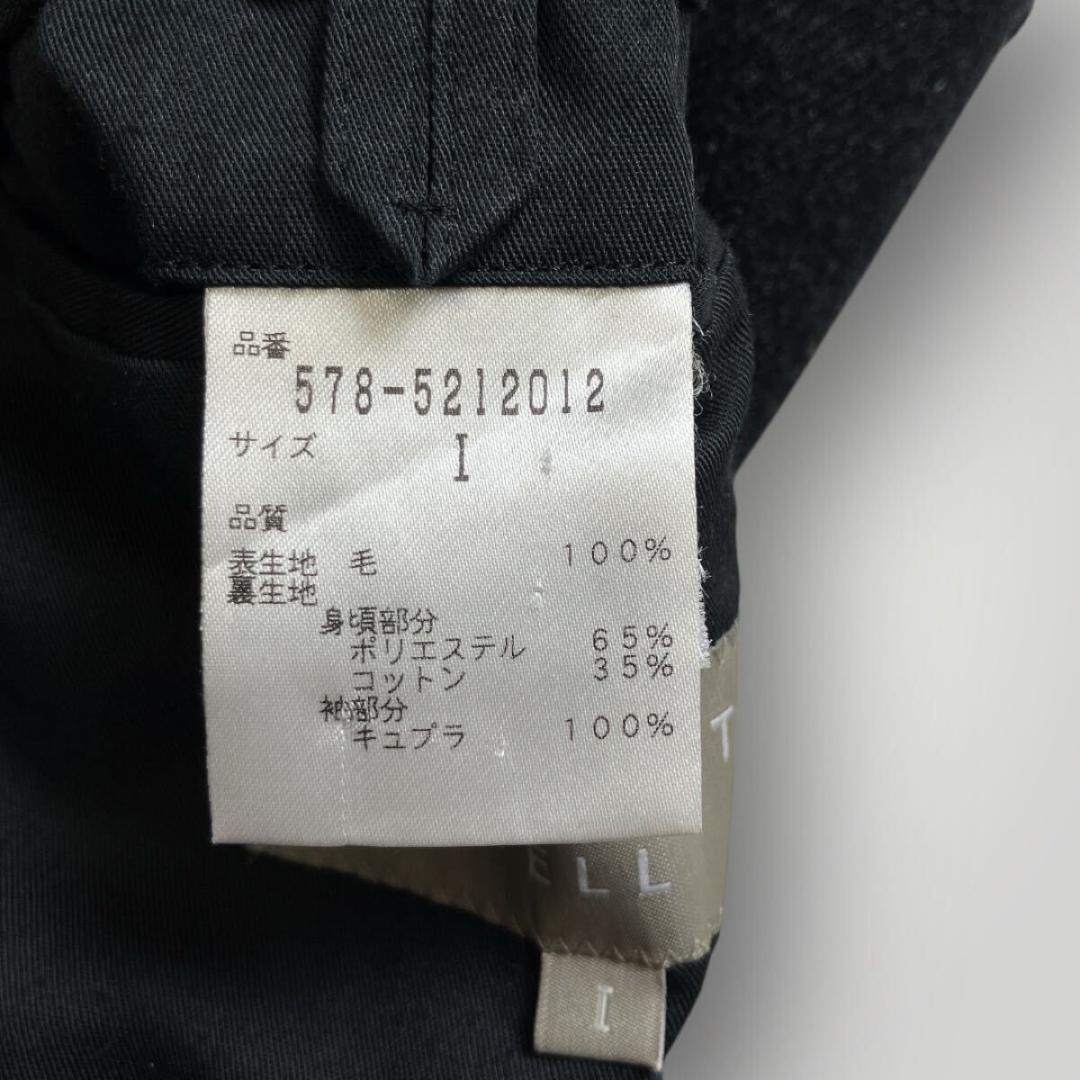 品番
578-5212012
サイズ I
品質
表生地 毛 100%
裏生地
身頃部分
ポリエステル 65%
コットン 35%
袖部分
キュプラ 100%
T
ELL
I